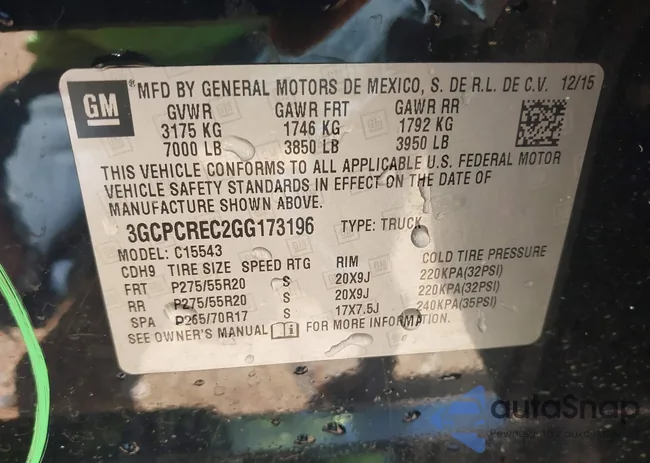 GM
® MFD BY GENERAL MOTORS DE MEXICO, S. DE R.L. DE C.V. 12/15
GVWR GAWR FRT GAWR RR
3175 KG 1746 KG 1792 KG
7000 LB 3850 LB 3950 LB
THIS VEHICLE CONFORMS TO ALL APPLICABLE U.S. FEDERAL MOTOR
VEHICLE SAFETY STANDARDS IN EFFECT ON THE DATE OF
MANUFACTURE SHOWN ABOVE.
3GCPCREC2GG173196 TYPE: TRUCK
MODEL: C15543
CDH9 TIRE SIZE SPEED RTG RIM COLD TIRE PRESSURE
FRT P275/55R20 S 20X9J 220KPA(32PSI)
RR P275/55R20 S 20X9J 220KPA(32PSI)
SPA P265/70R17 S 17X7.5J 240KPA(35PSI)
SEE OWNER'S MANUAL FOR MORE INFORMATION.
autoSnap